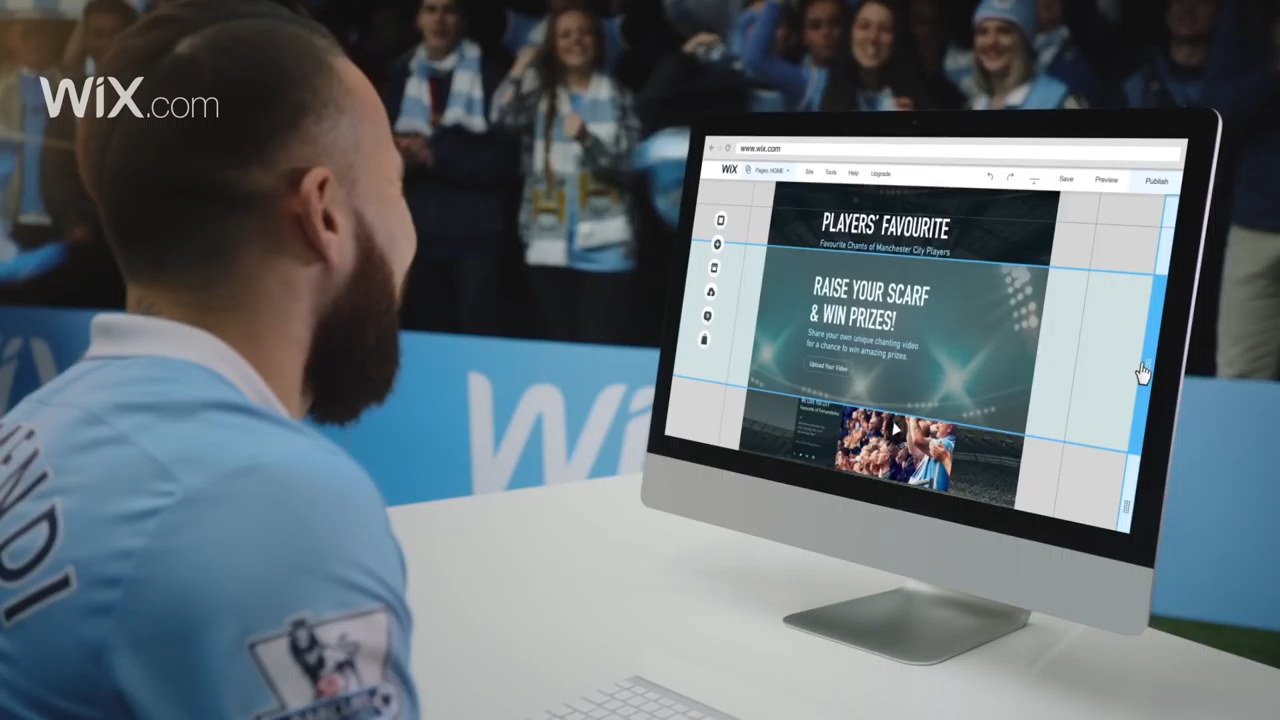 WiX.com
www.wix.com
WiX
Pages: HOME
Site
Tools
Help
Upgrade
Save
Preview
Publish
PLAYERS' FAVOURITE
Favourite Chants of Manchester City Players
RAISE YOUR SCARF
& WIN PRIZES!
Share your own unique chanting video
for a chance to win amazing prizes.
Upload Your Video
Wix